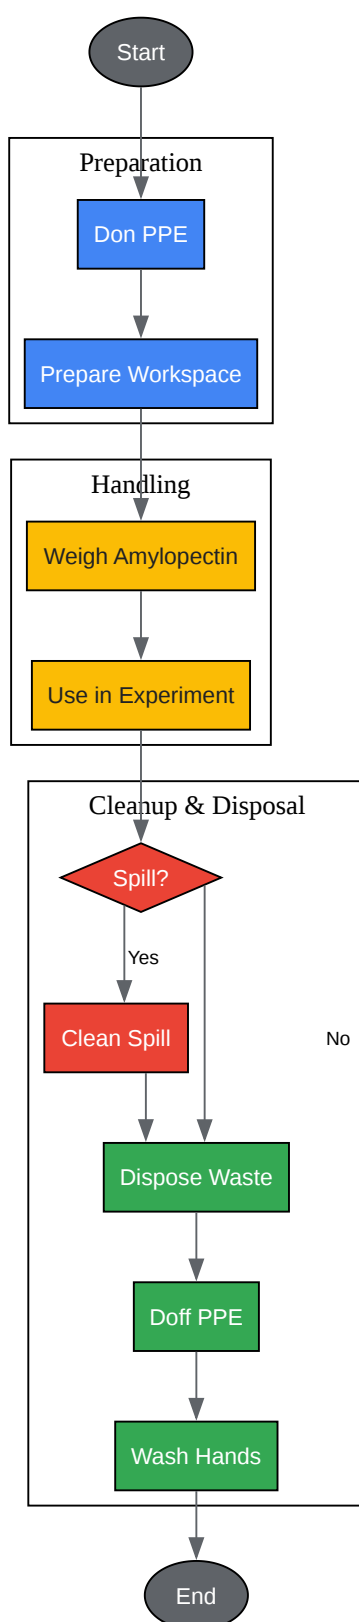 Start
Preparation
Don PPE
Prepare Workspace
Handling
Weigh Amylopectin
Use in Experiment
Cleanup & Disposal
Spill?
Yes
Clean Spill
No
Dispose Waste
Doff PPE
Wash Hands
End